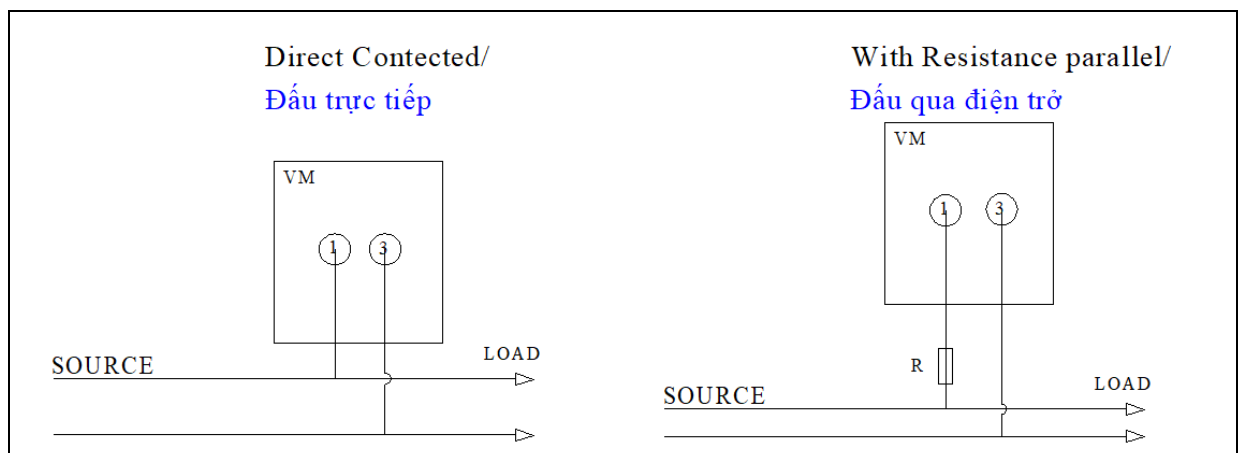 Direct Contected/
Đấu trực tiếp
VM
1 3
SOURCE
LOAD
With Resistance parallel/
Đấu qua điện trở
VM
1 3
R
SOURCE
LOAD